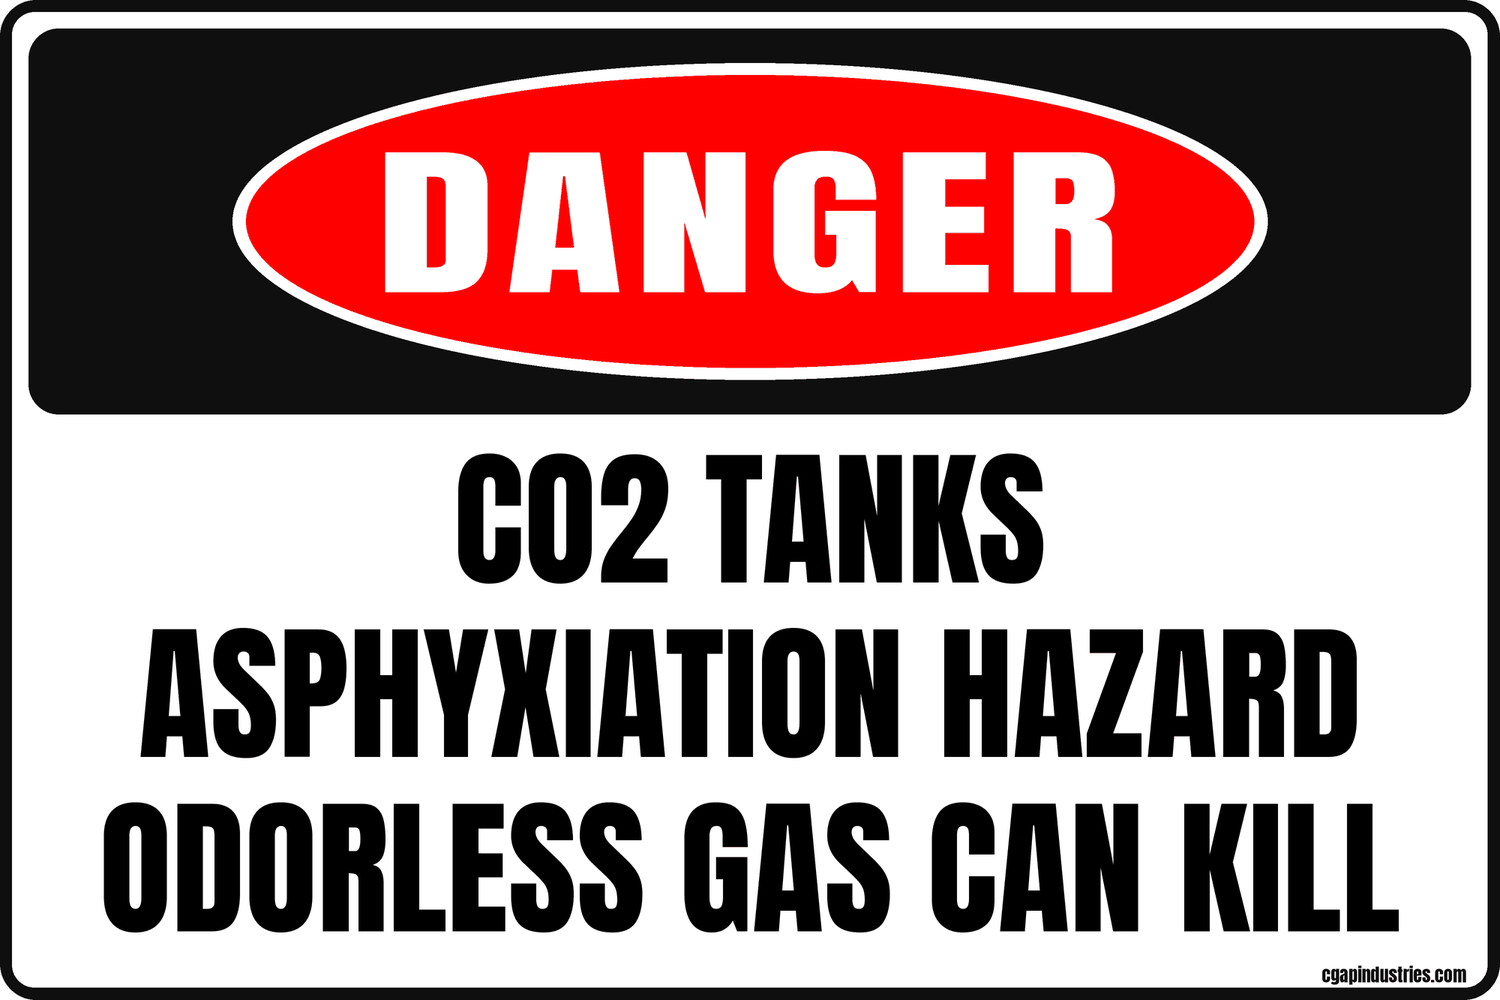 DANGER
CO2 TANKS
ASPHYXIATION HAZARD
ODORLESS GAS CAN KILL
cgapindustries.com